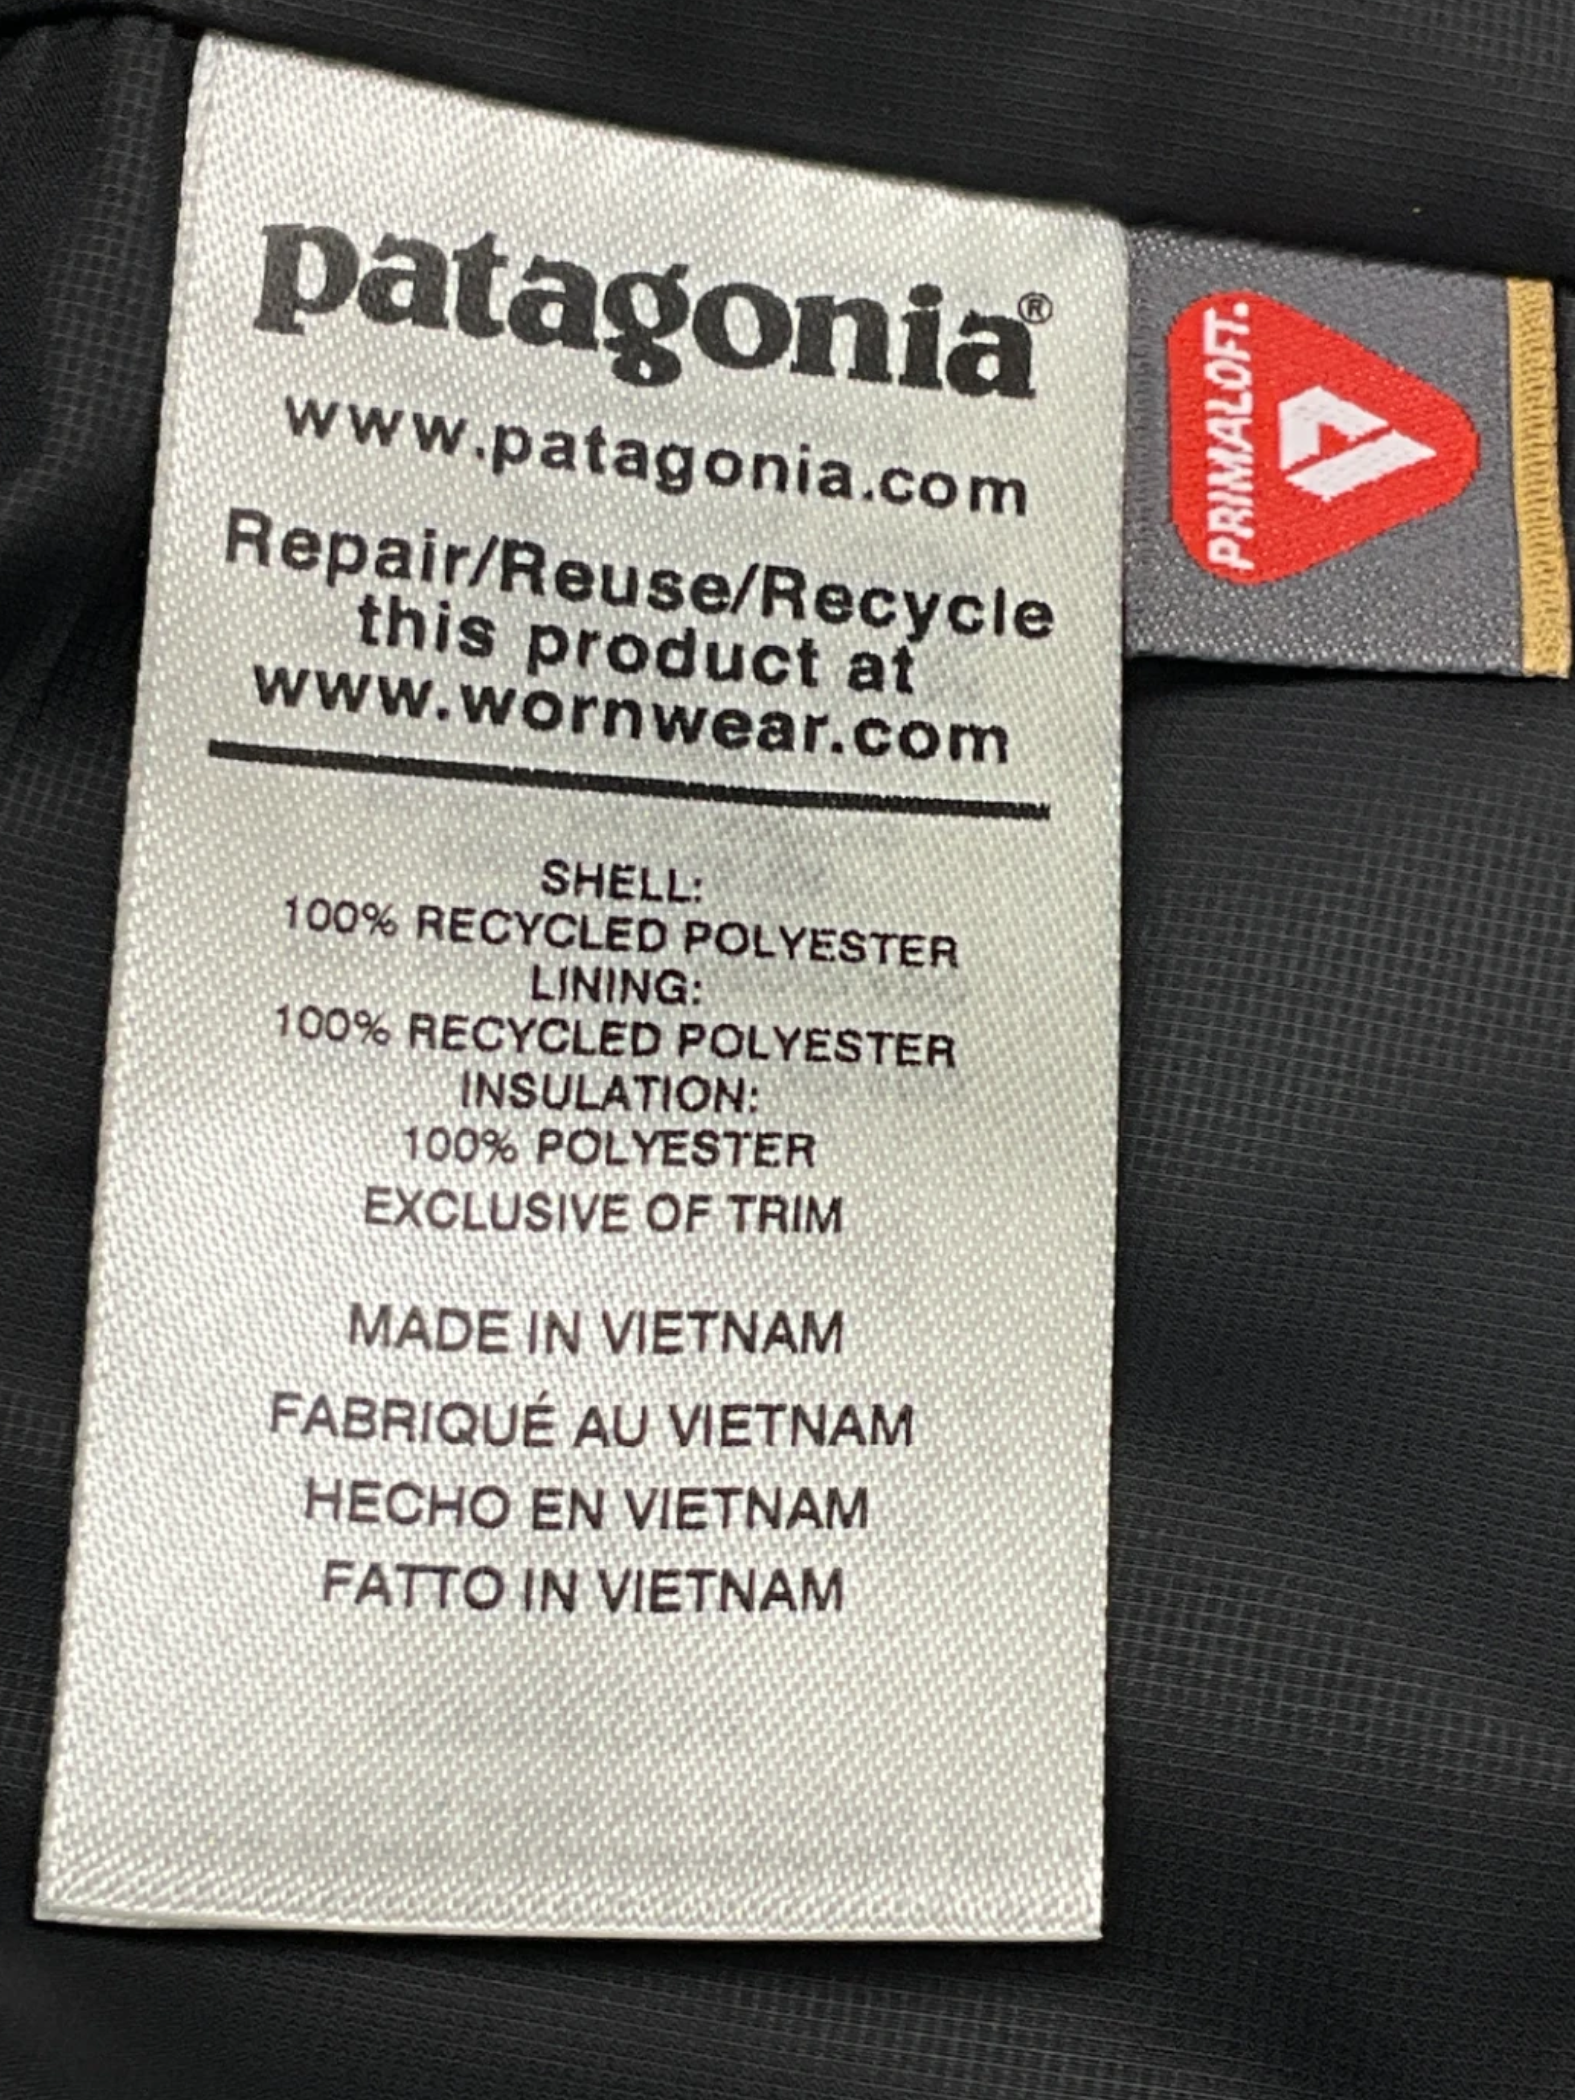 patagonia®
www.patagonia.com
Repair/Reuse/Recycle
this product at
www.wornwear.com
SHELL:
100% RECYCLED POLYESTER
LINING:
100% RECYCLED POLYESTER
INSULATION:
100% POLYESTER
EXCLUSIVE OF TRIM
MADE IN VIETNAM
FABRIQUÉ AU VIETNAM
HECHO EN VIETNAM
FATTO IN VIETNAM
PRIMALOFT.